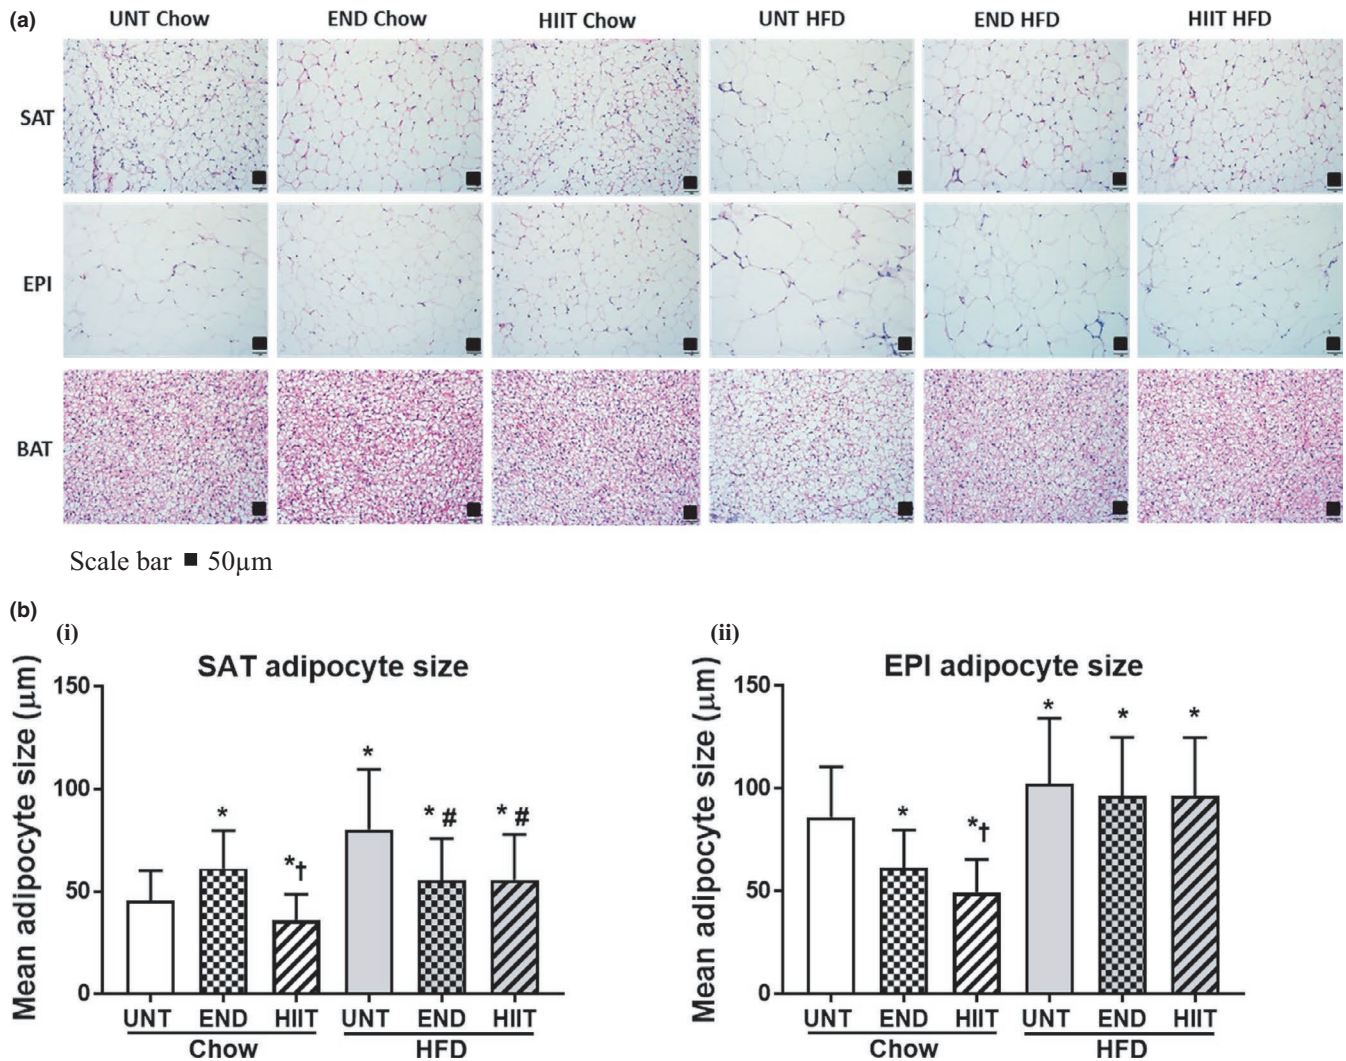 (a)
UNT Chow END Chow HIIT Chow UNT HFD END HFD HIIT HFD
SAT
EPI
BAT
Scale bar ■ 50µm
(b)
(i)
SAT adipocyte size
Mean adipocyte size (μm)
150
*
*
* #
* #
100
*†
50
0
UNT END HIIT UNT END HIIT
Chow HFD
(ii)
EPI adipocyte size
Mean adipocyte size (μm)
150
* * *
100
*
*†
50
0
UNT END HIIT UNT END HIIT
Chow HFD